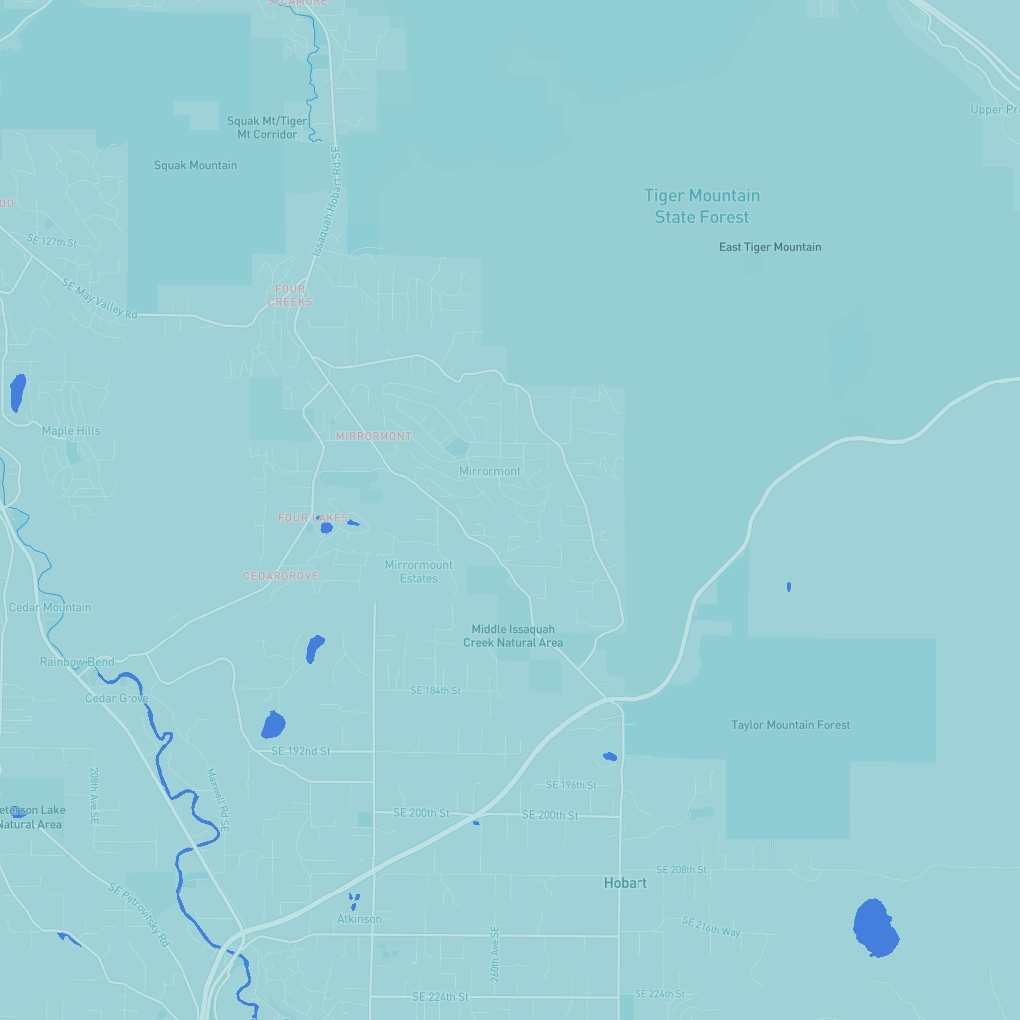 SYCAMORE
Upper Pr
Squak Mt/Tiger
Mt Corridor
Squak Mountain
Issaquah Hobart Rd SE
Tiger Mountain
State Forest
East Tiger Mountain
OD
SE 127th St
SE May Valley Rd
FOUR
CREEKS
Maple Hills
MIRRORMONT
Mirrormont
FOUR LAKES
Mirrormount
Estates
CEDARGROVE
Cedar Mountain
Middle Issaquah
Creek Natural Area
Rainbow Bend
Cedar Grove
SE 184th St
Taylor Mountain Forest
SE 192nd St
208th Ave SE
Maxwell Rd SE
SE 196th St
eterson Lake
Natural Area
SE 200th St
SE 200th St
SE 208th St
Hobart
SE Petrovitsky Rd
Atkinson
SE 216th Way
260th Ave SE
SE 224th St
SE 224th St